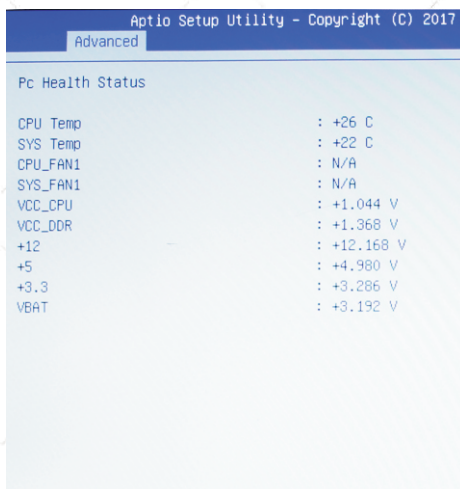 Aptio Setup Utility - Copyright (C) 2017
Advanced
Pc Health Status
CPU Temp : +26 C
SYS Temp : +22 C
CPU_FAN1 : N/A
SYS_FAN1 : N/A
VCC_CPU : +1.044 V
VCC_DDR : +1.368 V
+12 : +12.168 V
+5 : +4.980 V
+3.3 : +3.286 V
VBAT : +3.192 V